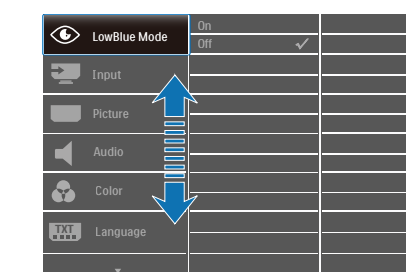 LowBlue Mode
On
Off
Input
Picture
Audio
Color
TXT
Language